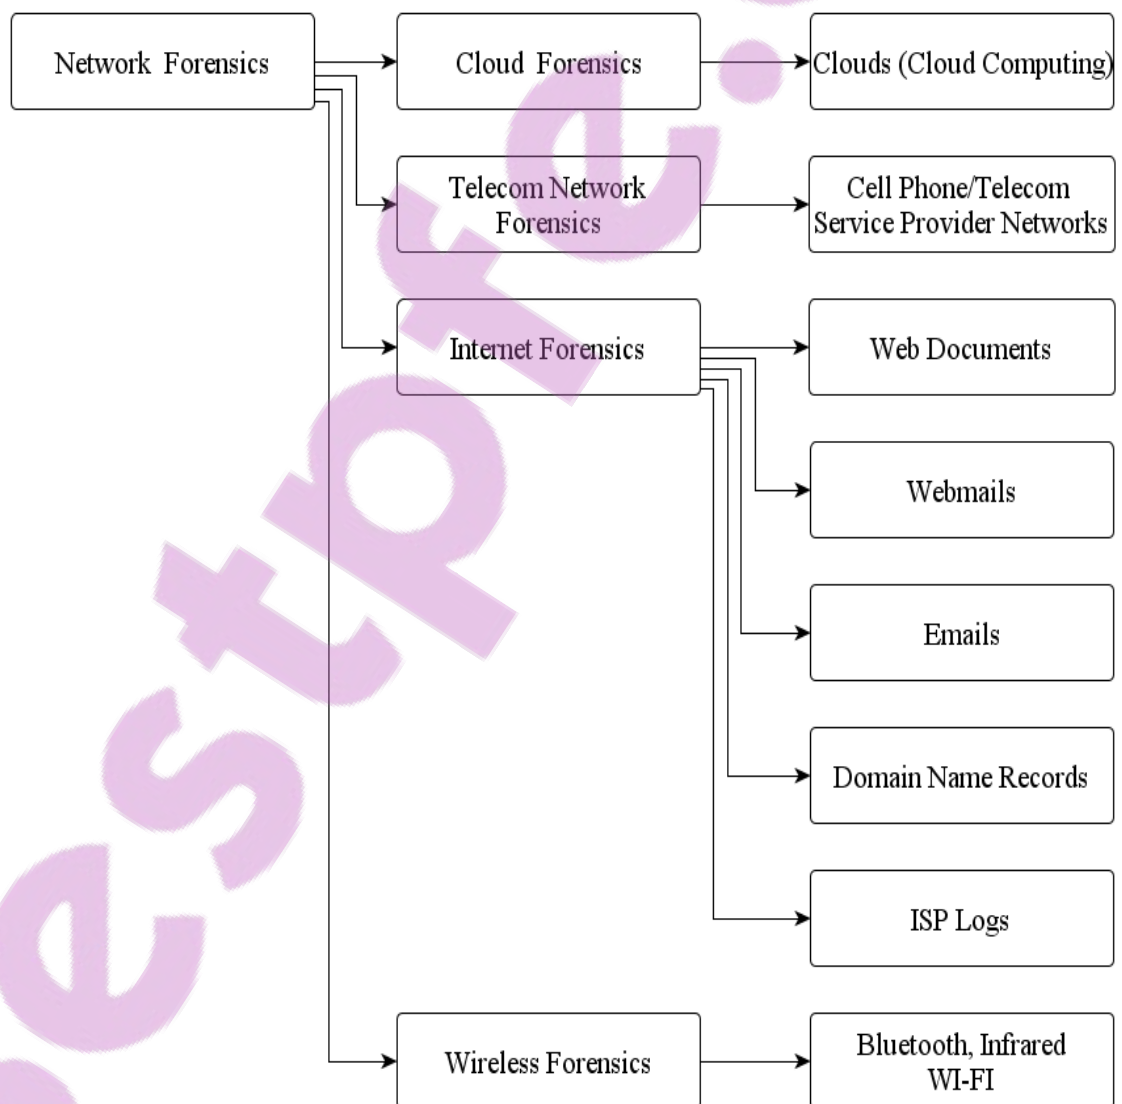 Network Forensics
Cloud Forensics
Clouds (Cloud Computing)
Telecom Network
Forensics
Cell Phone/Telecom
Service Provider Networks
Internet Forensics
Web Documents
Webmails
Emails
Domain Name Records
ISP Logs
Wireless Forensics
Bluetooth, Infrared
WI-FI
estpfe.